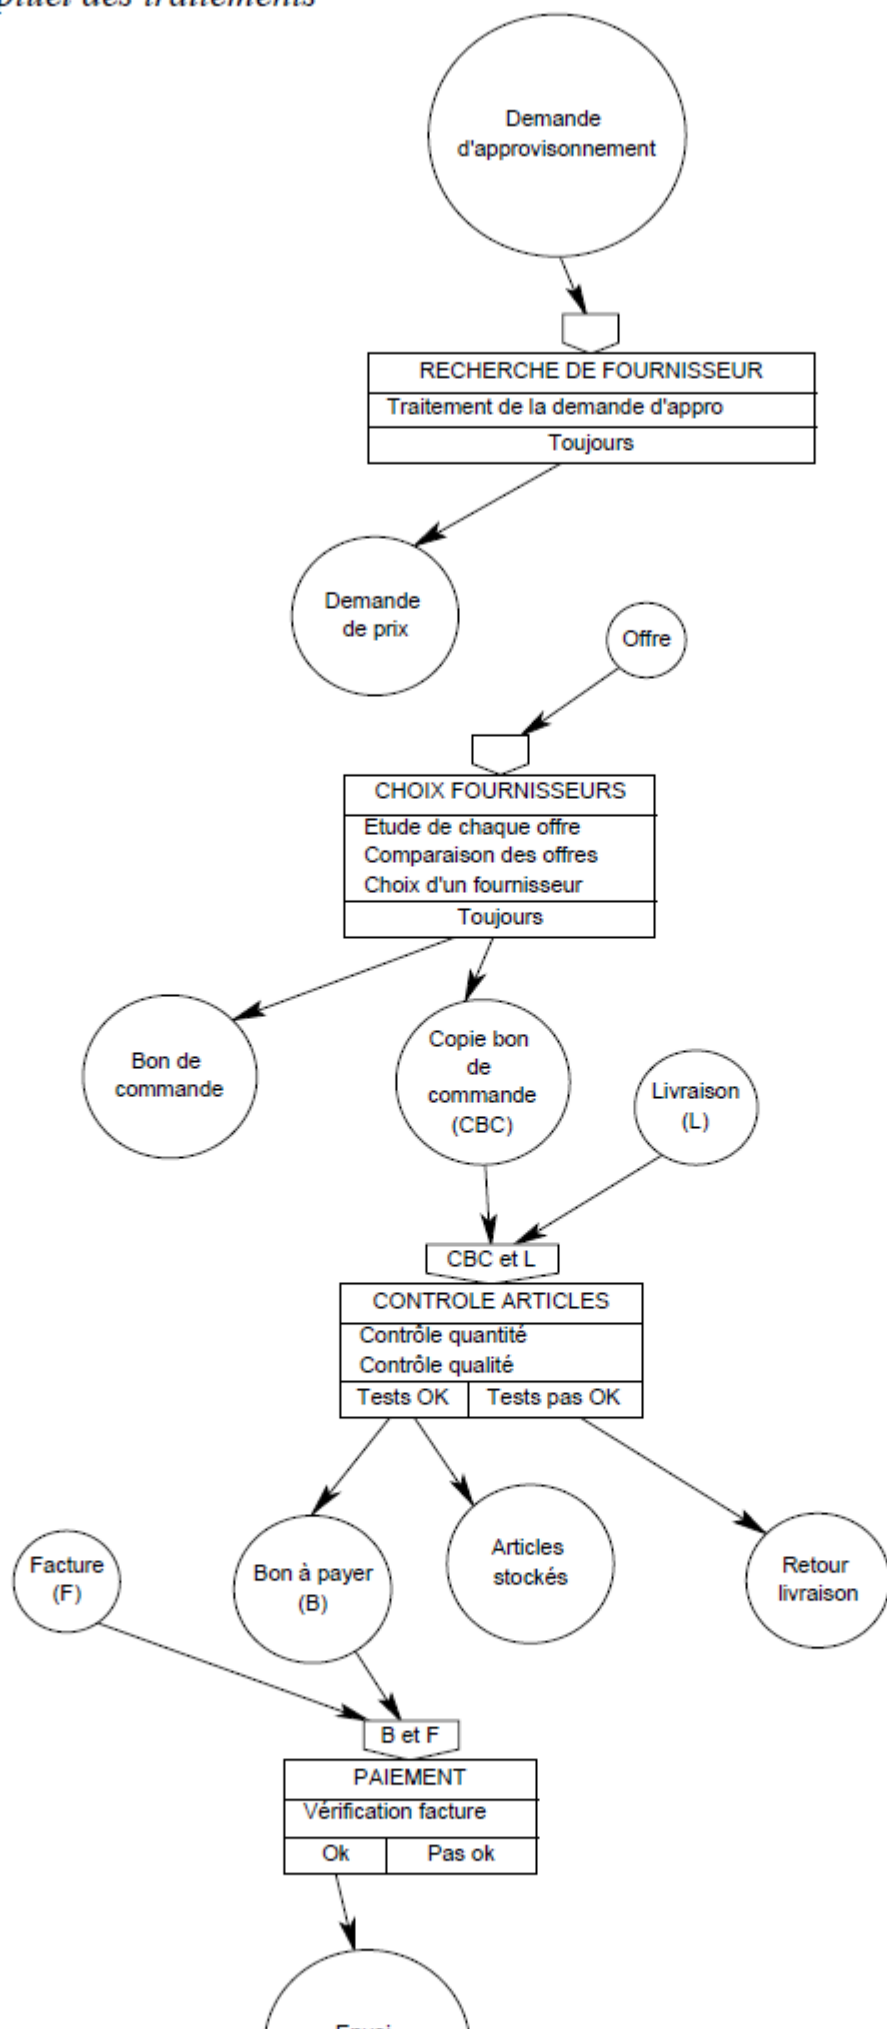 des traitements
Demande
d'approvisonnement
RECHERCHE DE FOURNISSEUR
Traitement de la demande d'appro
Toujours
Demande
de prix
Offre
CHOIX FOURNISSEURS
Etude de chaque offre
Comparaison des offres
Choix d'un fournisseur
Toujours
Bon de
commande
Copie bon
de
commande
(CBC)
Livraison
(L)
CBC et L
CONTROLE ARTICLES
Contrôle quantité
Contrôle qualité
Tests OK
Tests pas OK
Facture
(F)
Bon à payer
(B)
Articles
stockés
Retour
livraison
B et F
PAIEMENT
Vérification facture
Ok
Pas ok